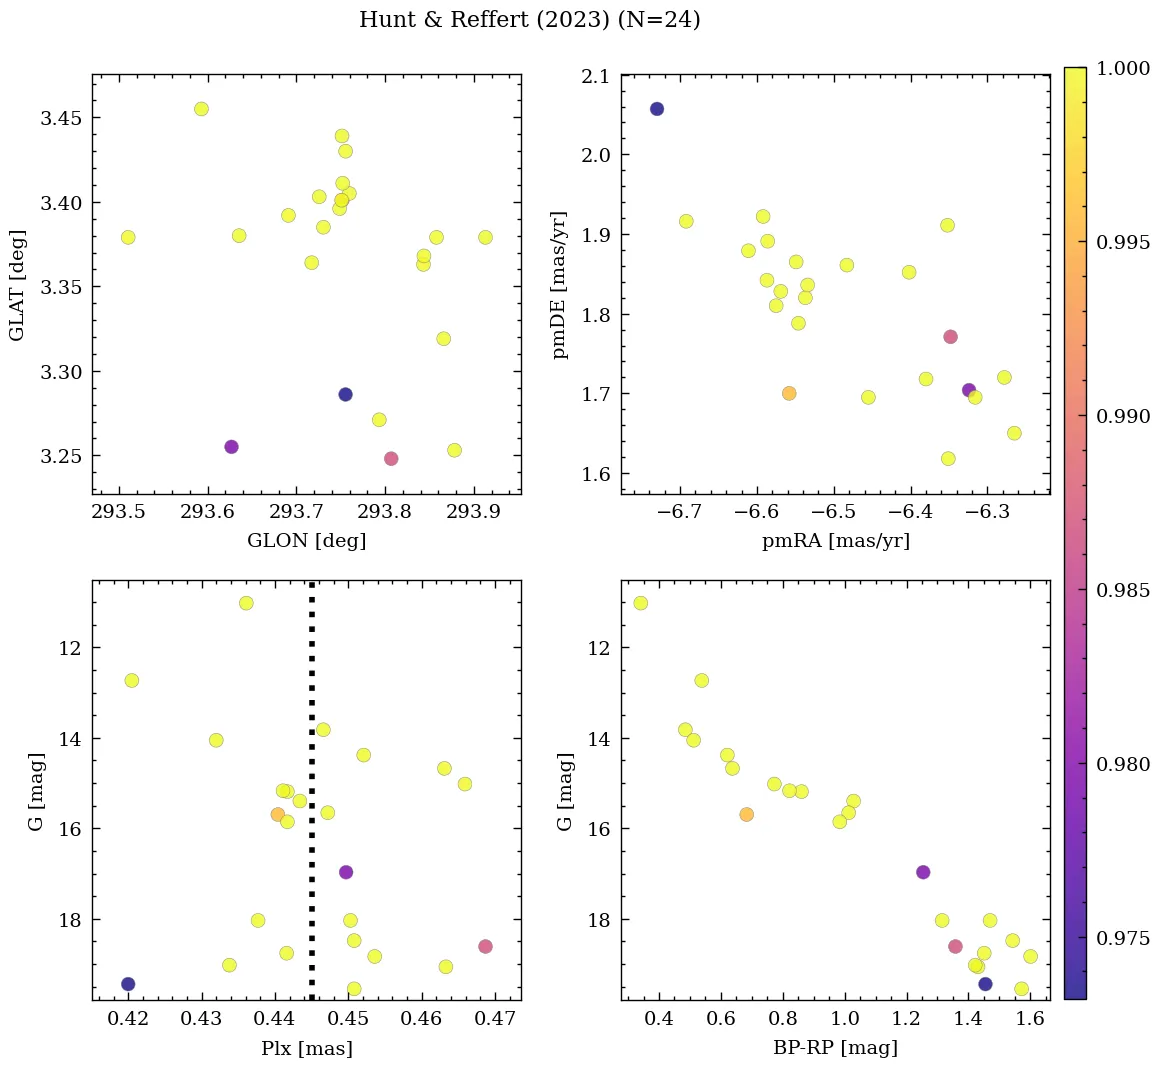 Hunt & Reffert (2023) (N=24)
3.45
3.40
3.35
3.30
3.25
GLAT [deg]
293.5 293.6 293.7 293.8 293.9
GLON [deg]
2.1
2.0
1.9
1.8
1.7
1.6
pmDE [mas/yr]
−6.7 −6.6 −6.5 −6.4 −6.3
pmRA [mas/yr]
1.000
0.995
0.990
0.985
0.980
0.975
12
14
16
18
G [mag]
0.42 0.43 0.44 0.45 0.46 0.47
Plx [mas]
12
14
16
18
G [mag]
0.4 0.6 0.8 1.0 1.2 1.4 1.6
BP-RP [mag]